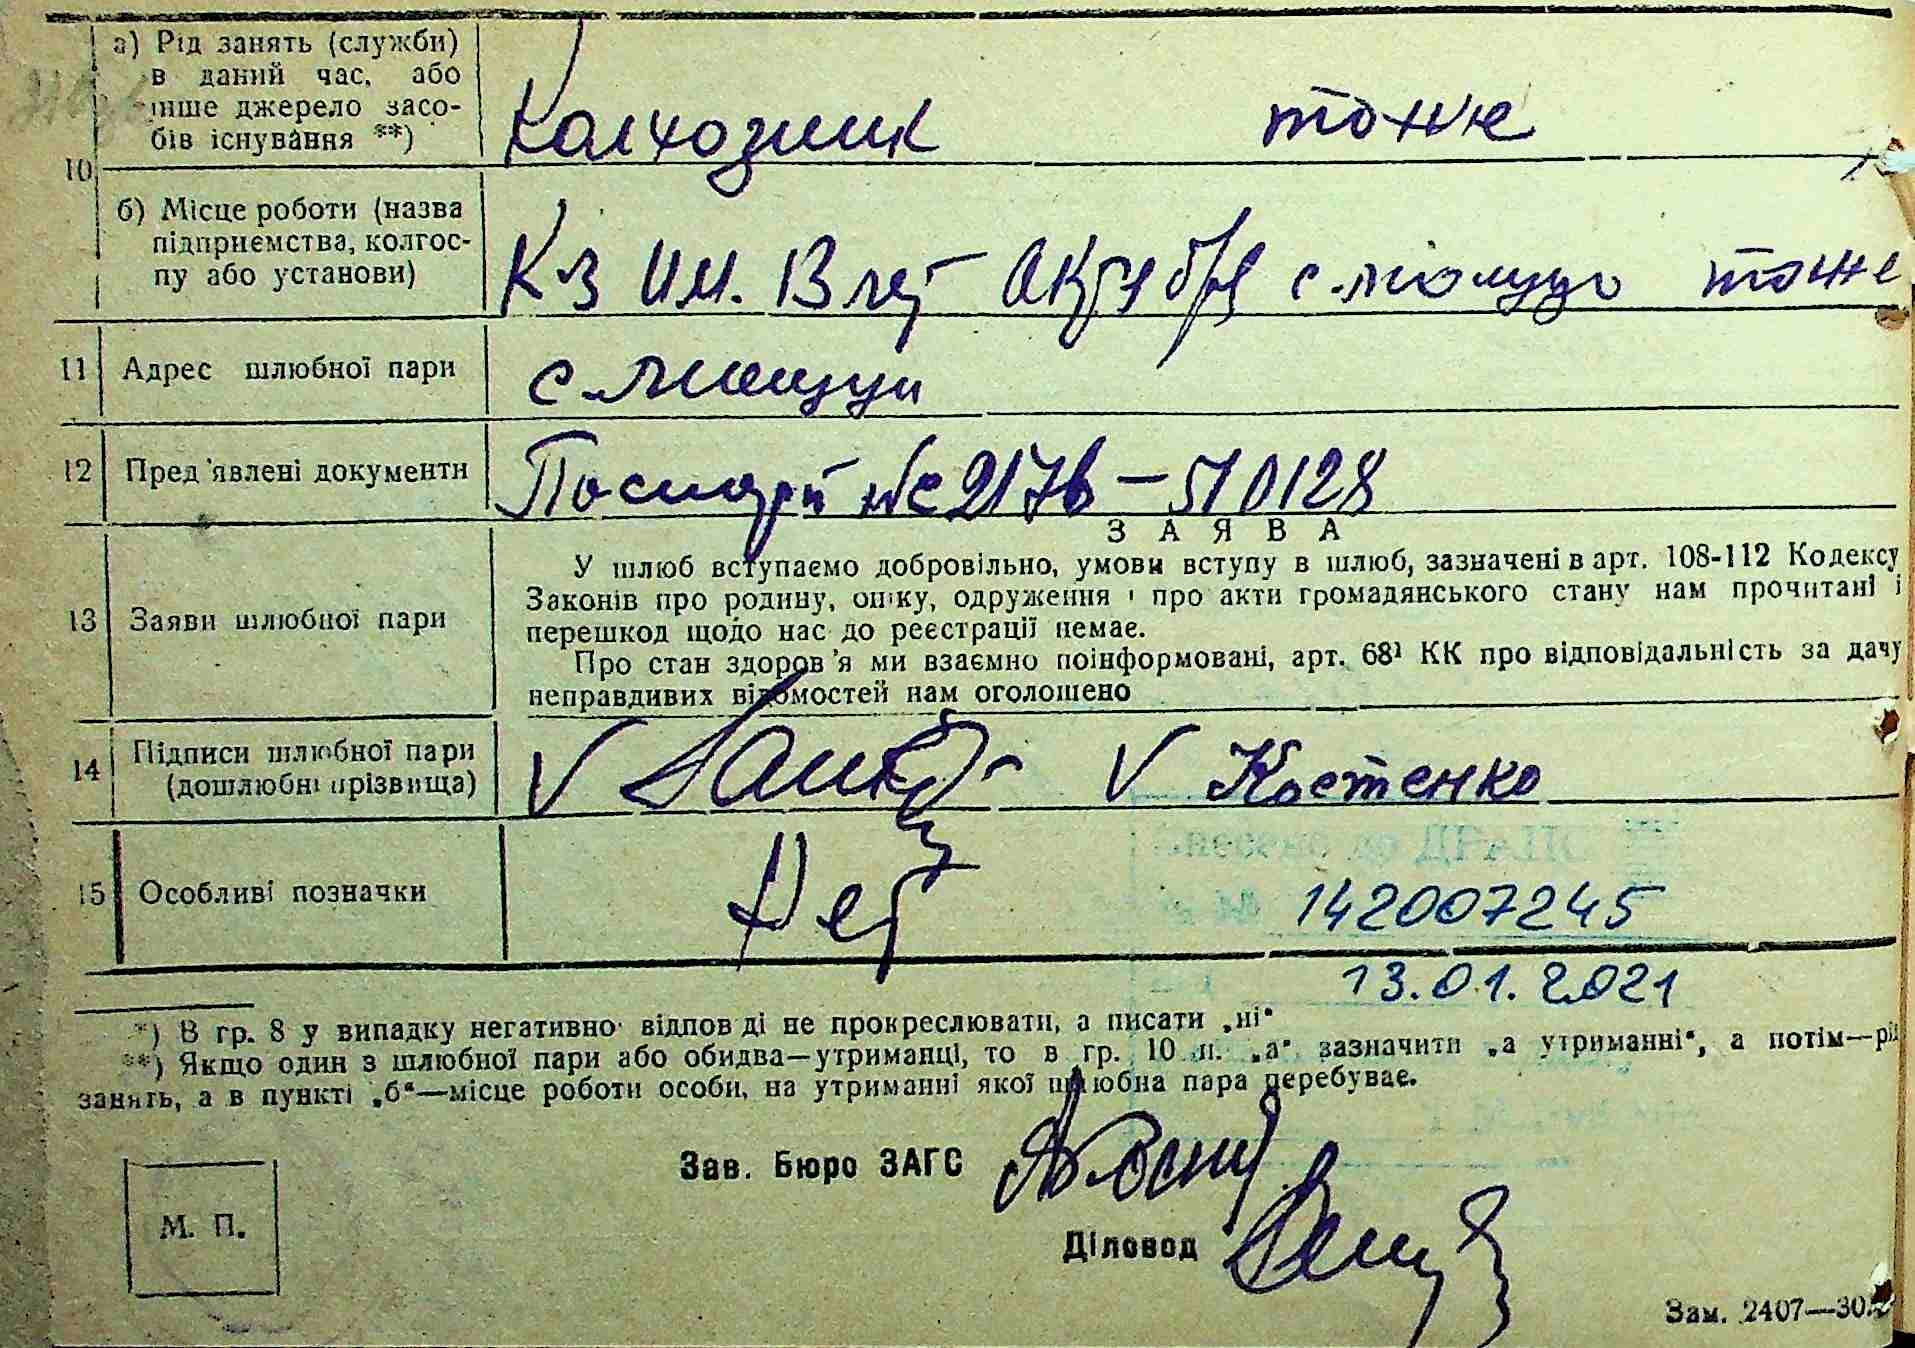 10
а) Рід занять (служби)
в даний час, або
інше джерело засо-
бів існування **)
Колхозник тоже
б) Місце роботи (назва
підприємства, колгос-
пу або установи)
КЗ им. 13 лет Октября с. тоже
11 Адрес шлюбної пари
с.
12 Пред'явлені документи
Паспорт № 510128
З А Я В А
13 Заяви шлюбної пари
У шлюб вступаємо добровільно, умови вступу в шлюб, зазначені в арт. 108-112 Кодексу
Законів про родину, опіку, одруження і про акти громадянського стану нам прочитані і
перешкод щодо нас до реєстрації немає.
Про стан здоров'я ми взаємно поінформовані, арт. 68¹ КК про відповідальність за дачу
неправдивих відомостей нам оголошено
14 Підписи шлюбної пари
(дошлюбні прізвища)
V V Костенко
15 Особливі позначки
Нет
142007245
13.01.2021
*) В гр. 8 у випадку негативно відпов ді не прокреслювати, а писати „ні“
**) Якщо один з шлюбної пари або обидва—утриманці, то в гр. 10 п. „а“ зазначити „а утриманні“, а потім—рід
занять, а в пункті „б“—місце роботи особи, на утриманні якої шлюбна пара перебуває.
Зав. Бюро ЗАГС
М. П.
Діловод
Зам. 2407—30.